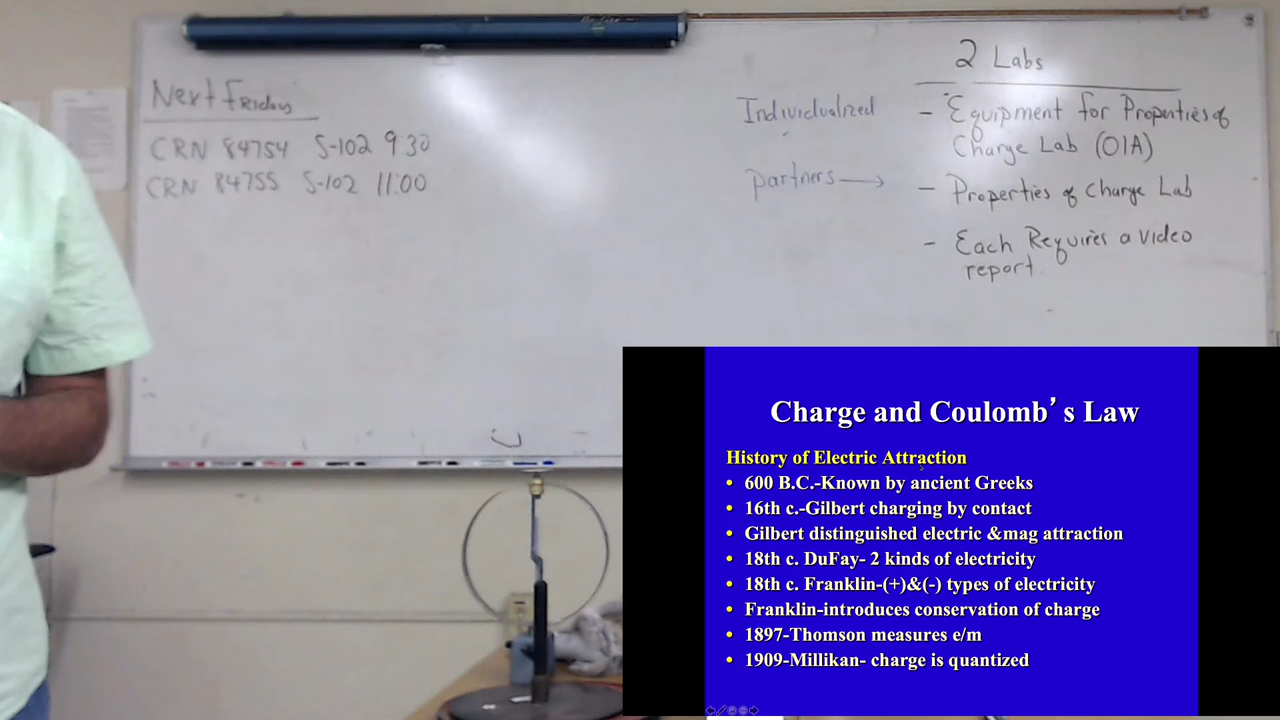 Next Friday
CRN 84754 S-102 9:30
CRN 84755 S-102 11:00
2 Labs
Individualized - Equipment for Properties of
Charge Lab (01A)
partners → - Properties of Charge Lab
- Each Requires a video
report
Charge and Coulomb's Law
History of Electric Attraction
• 600 B.C.-Known by ancient Greeks
• 16th c.-Gilbert charging by contact
• Gilbert distinguished electric &mag attraction
• 18th c. DuFay- 2 kinds of electricity
• 18th c. Franklin-(+)&(-) types of electricity
• Franklin-introduces conservation of charge
• 1897-Thomson measures e/m
• 1909-Millikan- charge is quantized